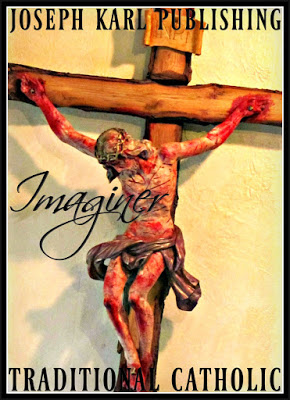 JOSEPH KARL PUBLISHING
Imaginer
TRADITIONAL CATHOLIC